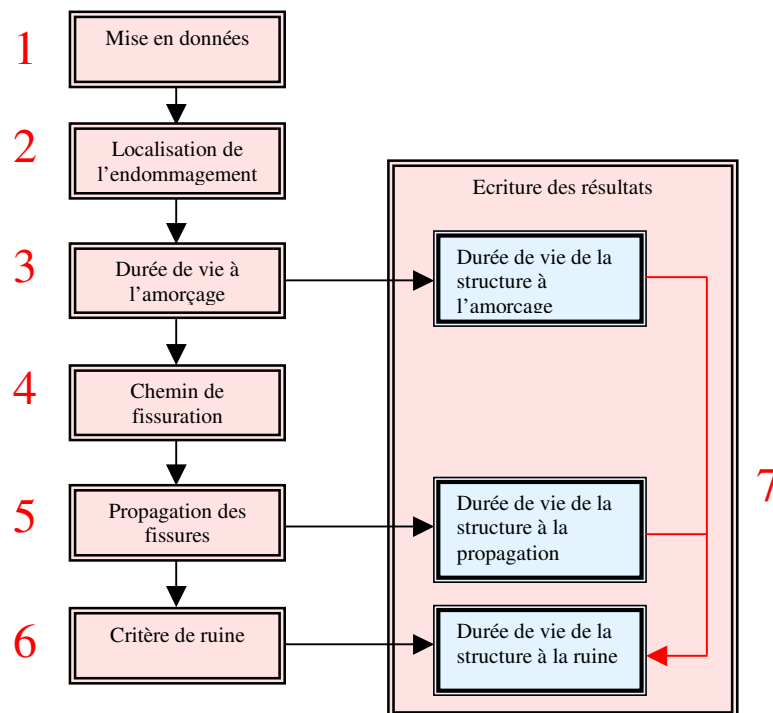 1
Mise en données
2
Localisation de
l’endommagement
Ecriture des résultats
3
Durée de vie à
l’amorçage
Durée de vie de la
structure à
l’amorcage
4
Chemin de
fissuration
5
Propagation des
fissures
Durée de vie de la
structure à la
propagation
7
6
Critère de ruine
Durée de vie de la
structure à la ruine